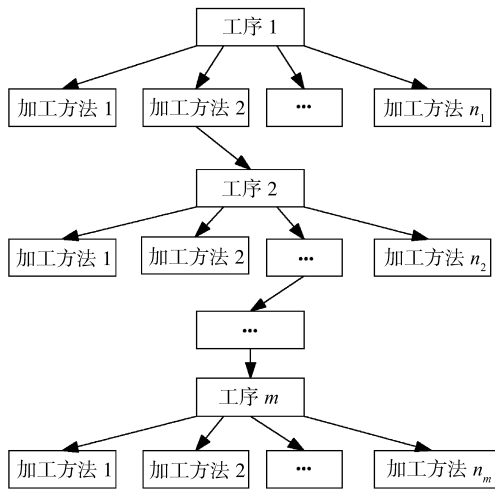 工序 1
加工方法 1 加工方法 2 ··· 加工方法 n₁
工序 2
加工方法 1 加工方法 2 ··· 加工方法 n₂
···
工序 m
加工方法 1 加工方法 2 ··· 加工方法 nₘ